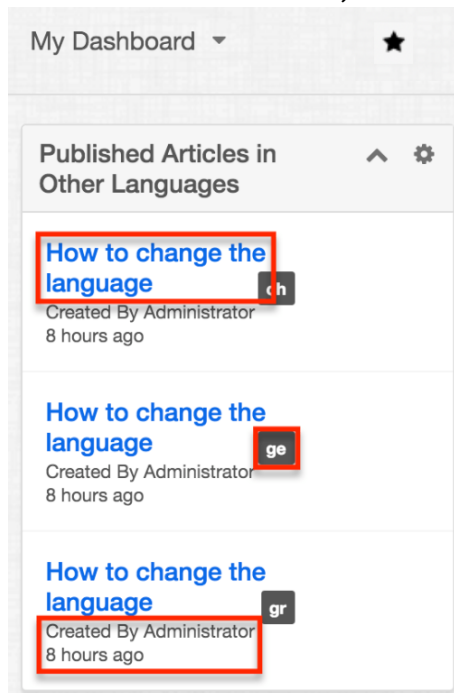 My Dashboard
Published Articles in
Other Languages
How to change the
language
ch
Created By Administrator
8 hours ago
How to change the
language
ge
Created By Administrator
8 hours ago
How to change the
language
gr
Created By Administrator
8 hours ago